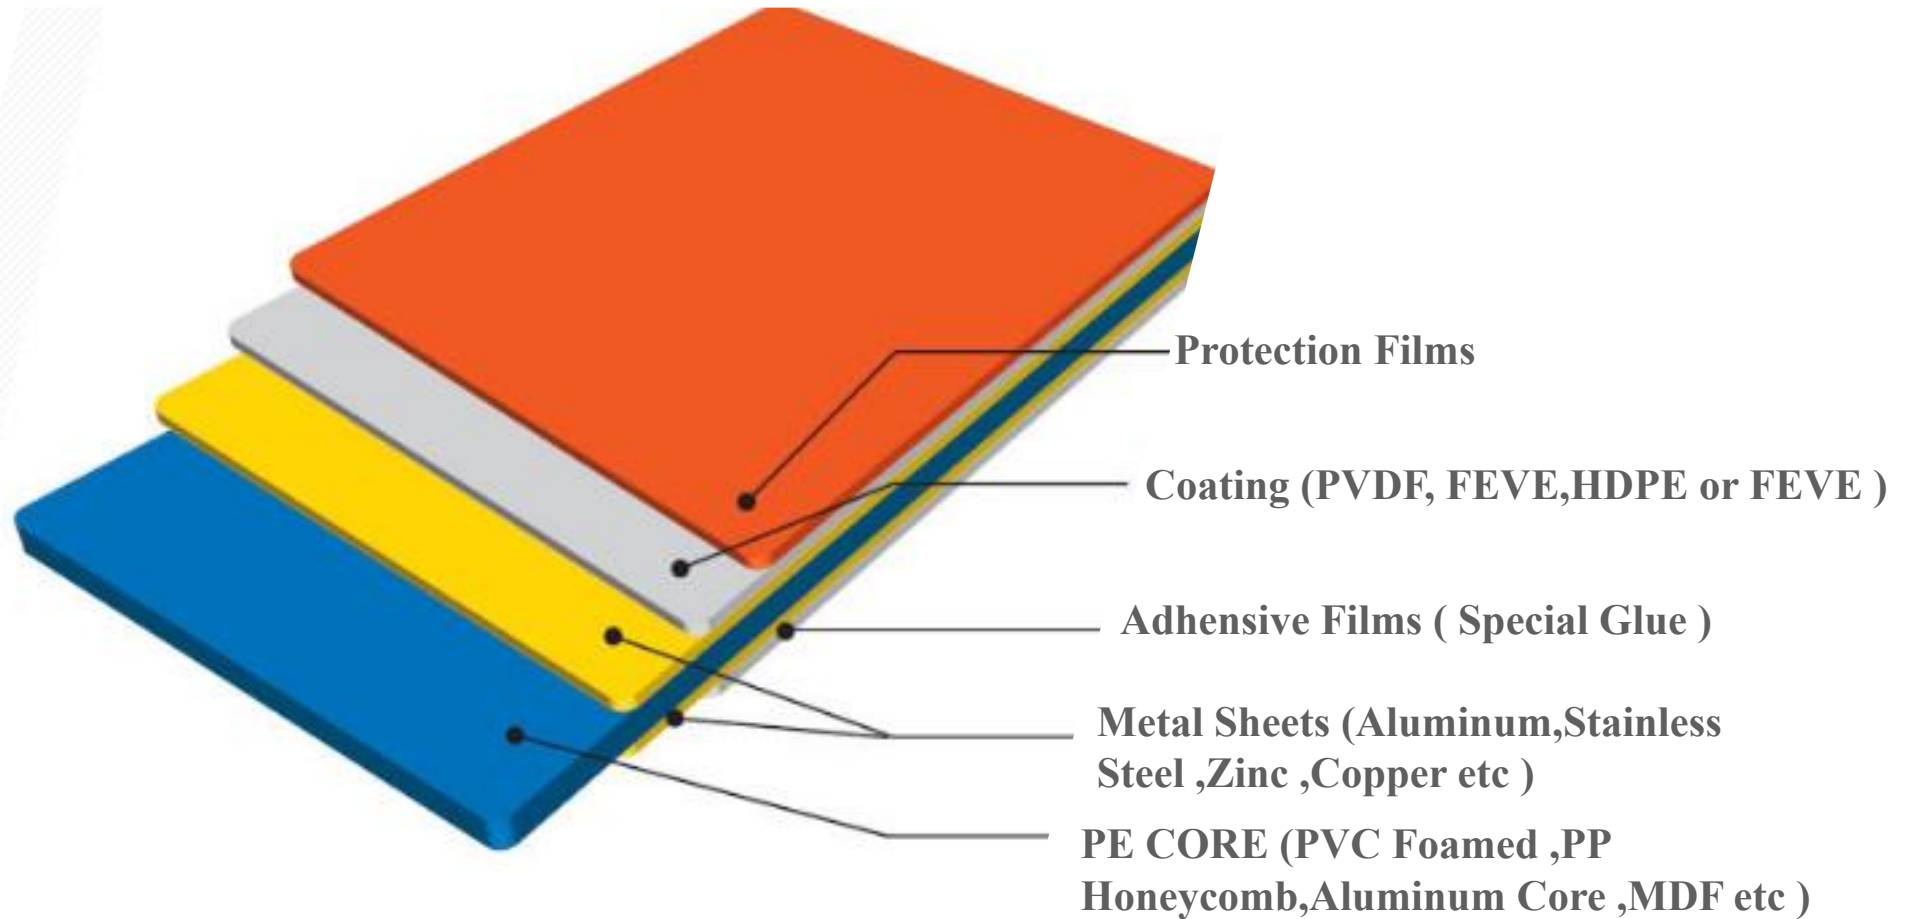 Protection Films
Coating (PVDF, FEVE,HDPE or FEVE )
Adhensive Films ( Special Glue )
Metal Sheets (Aluminum,Stainless
Steel ,Zinc ,Copper etc )
PE CORE (PVC Foamed ,PP
Honeycomb,Aluminum Core ,MDF etc )